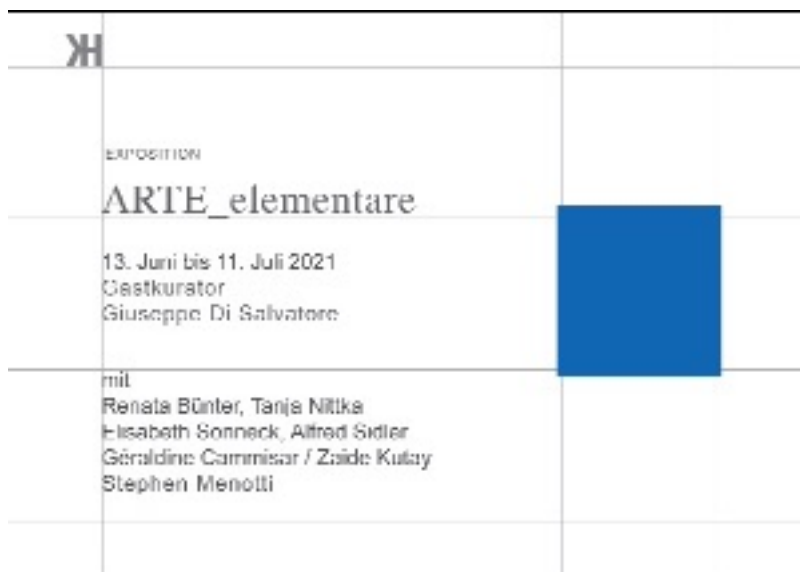 KH
EXPOSITION
ARTE_elementare
13. Juni bis 11. Juli 2021
Gastkurator
Giuseppe Di Salvatore
mit
Renata Bünter, Tanja Nittka
Elisabeth Sonneck, Alfred Sidler
Géraldine Cammisar / Zaide Kutay
Stephen Menotti